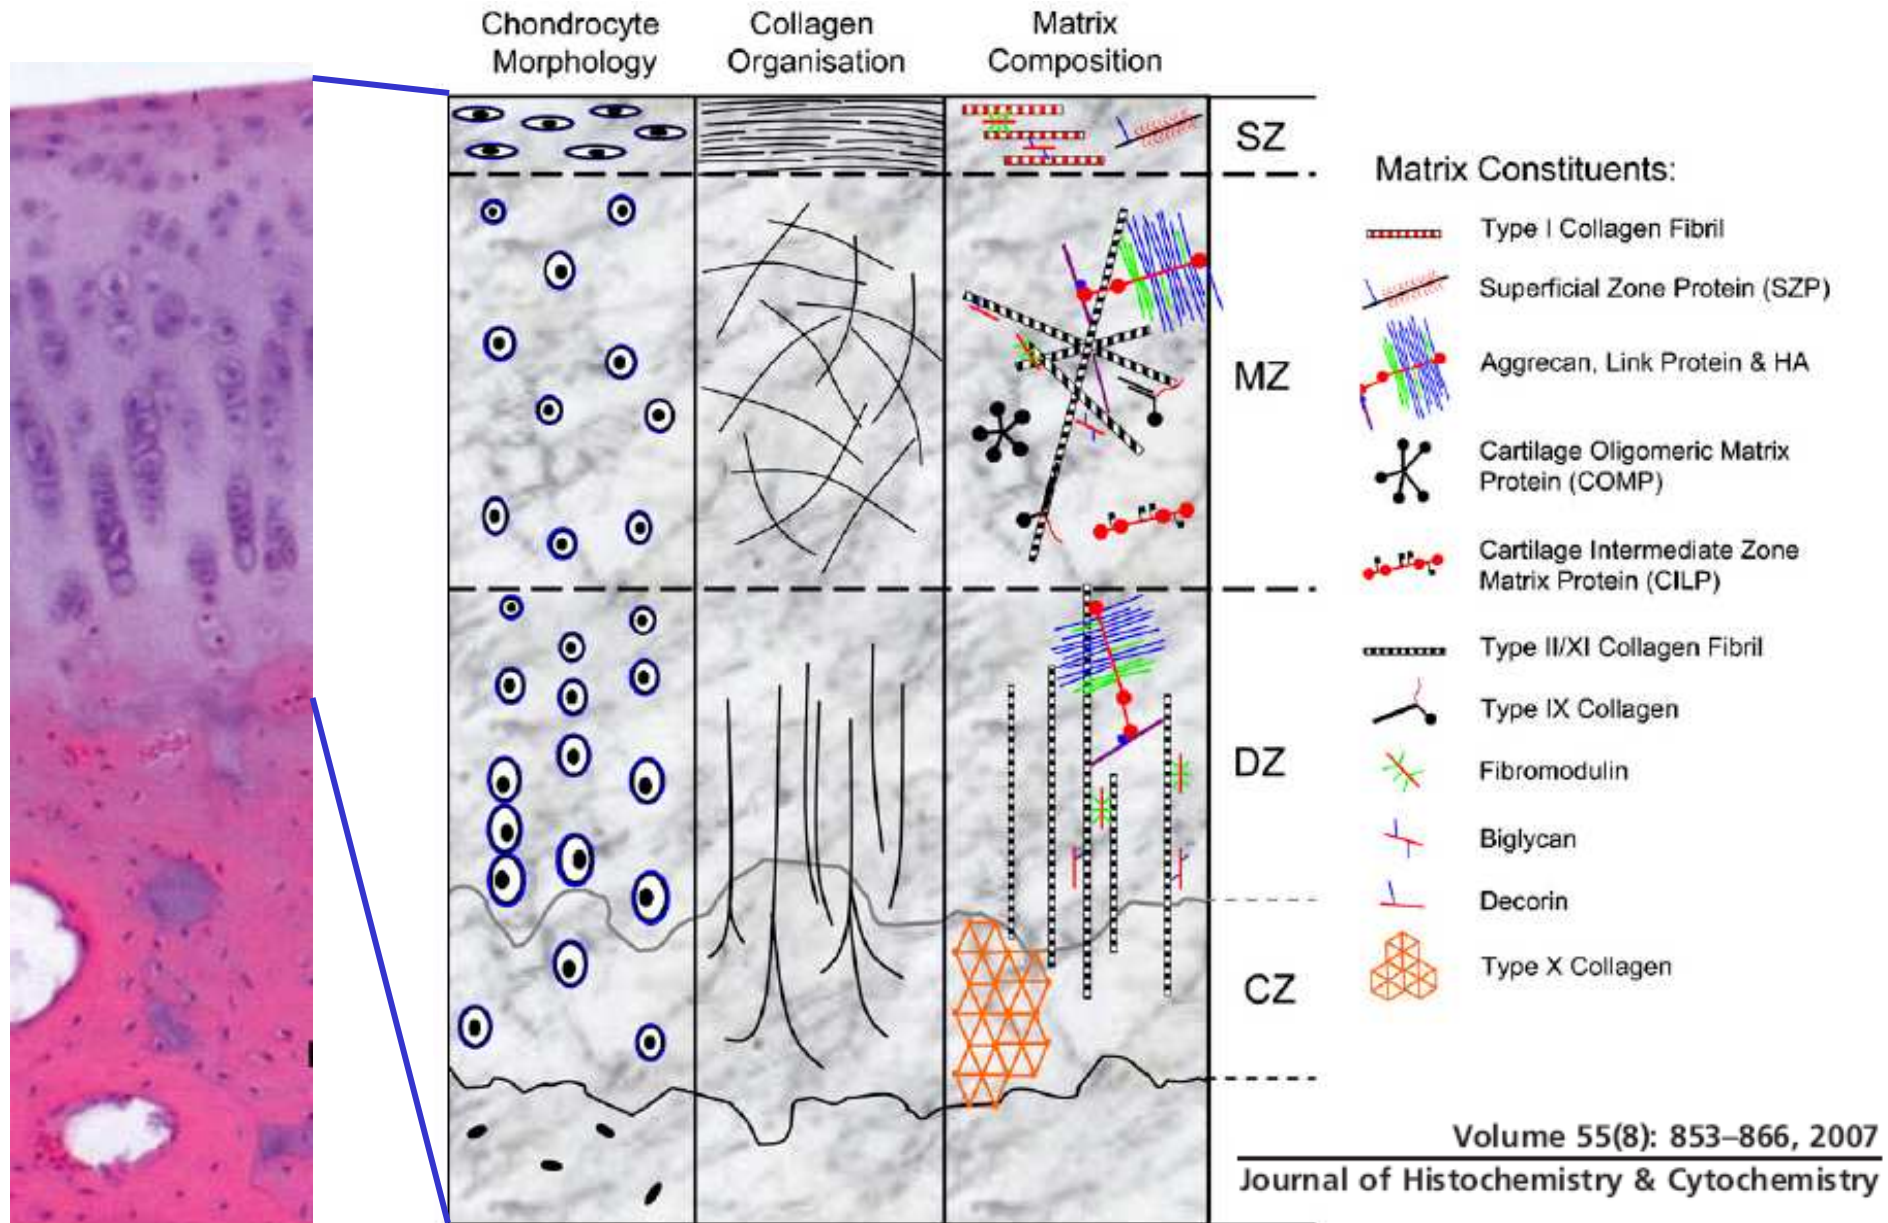 Chondrocyte
Morphology
Collagen
Organisation
Matrix
Composition
SZ
MZ
DZ
CZ
Matrix Constituents:
Type I Collagen Fibril
Superficial Zone Protein (SZP)
Aggrecan, Link Protein & HA
Cartilage Oligomeric Matrix
Protein (COMP)
Cartilage Intermediate Zone
Matrix Protein (CILP)
Type II/XI Collagen Fibril
Type IX Collagen
Fibromodulin
Biglycan
Decorin
Type X Collagen
Volume 55(8): 853–866, 2007
Journal of Histochemistry & Cytochemistry